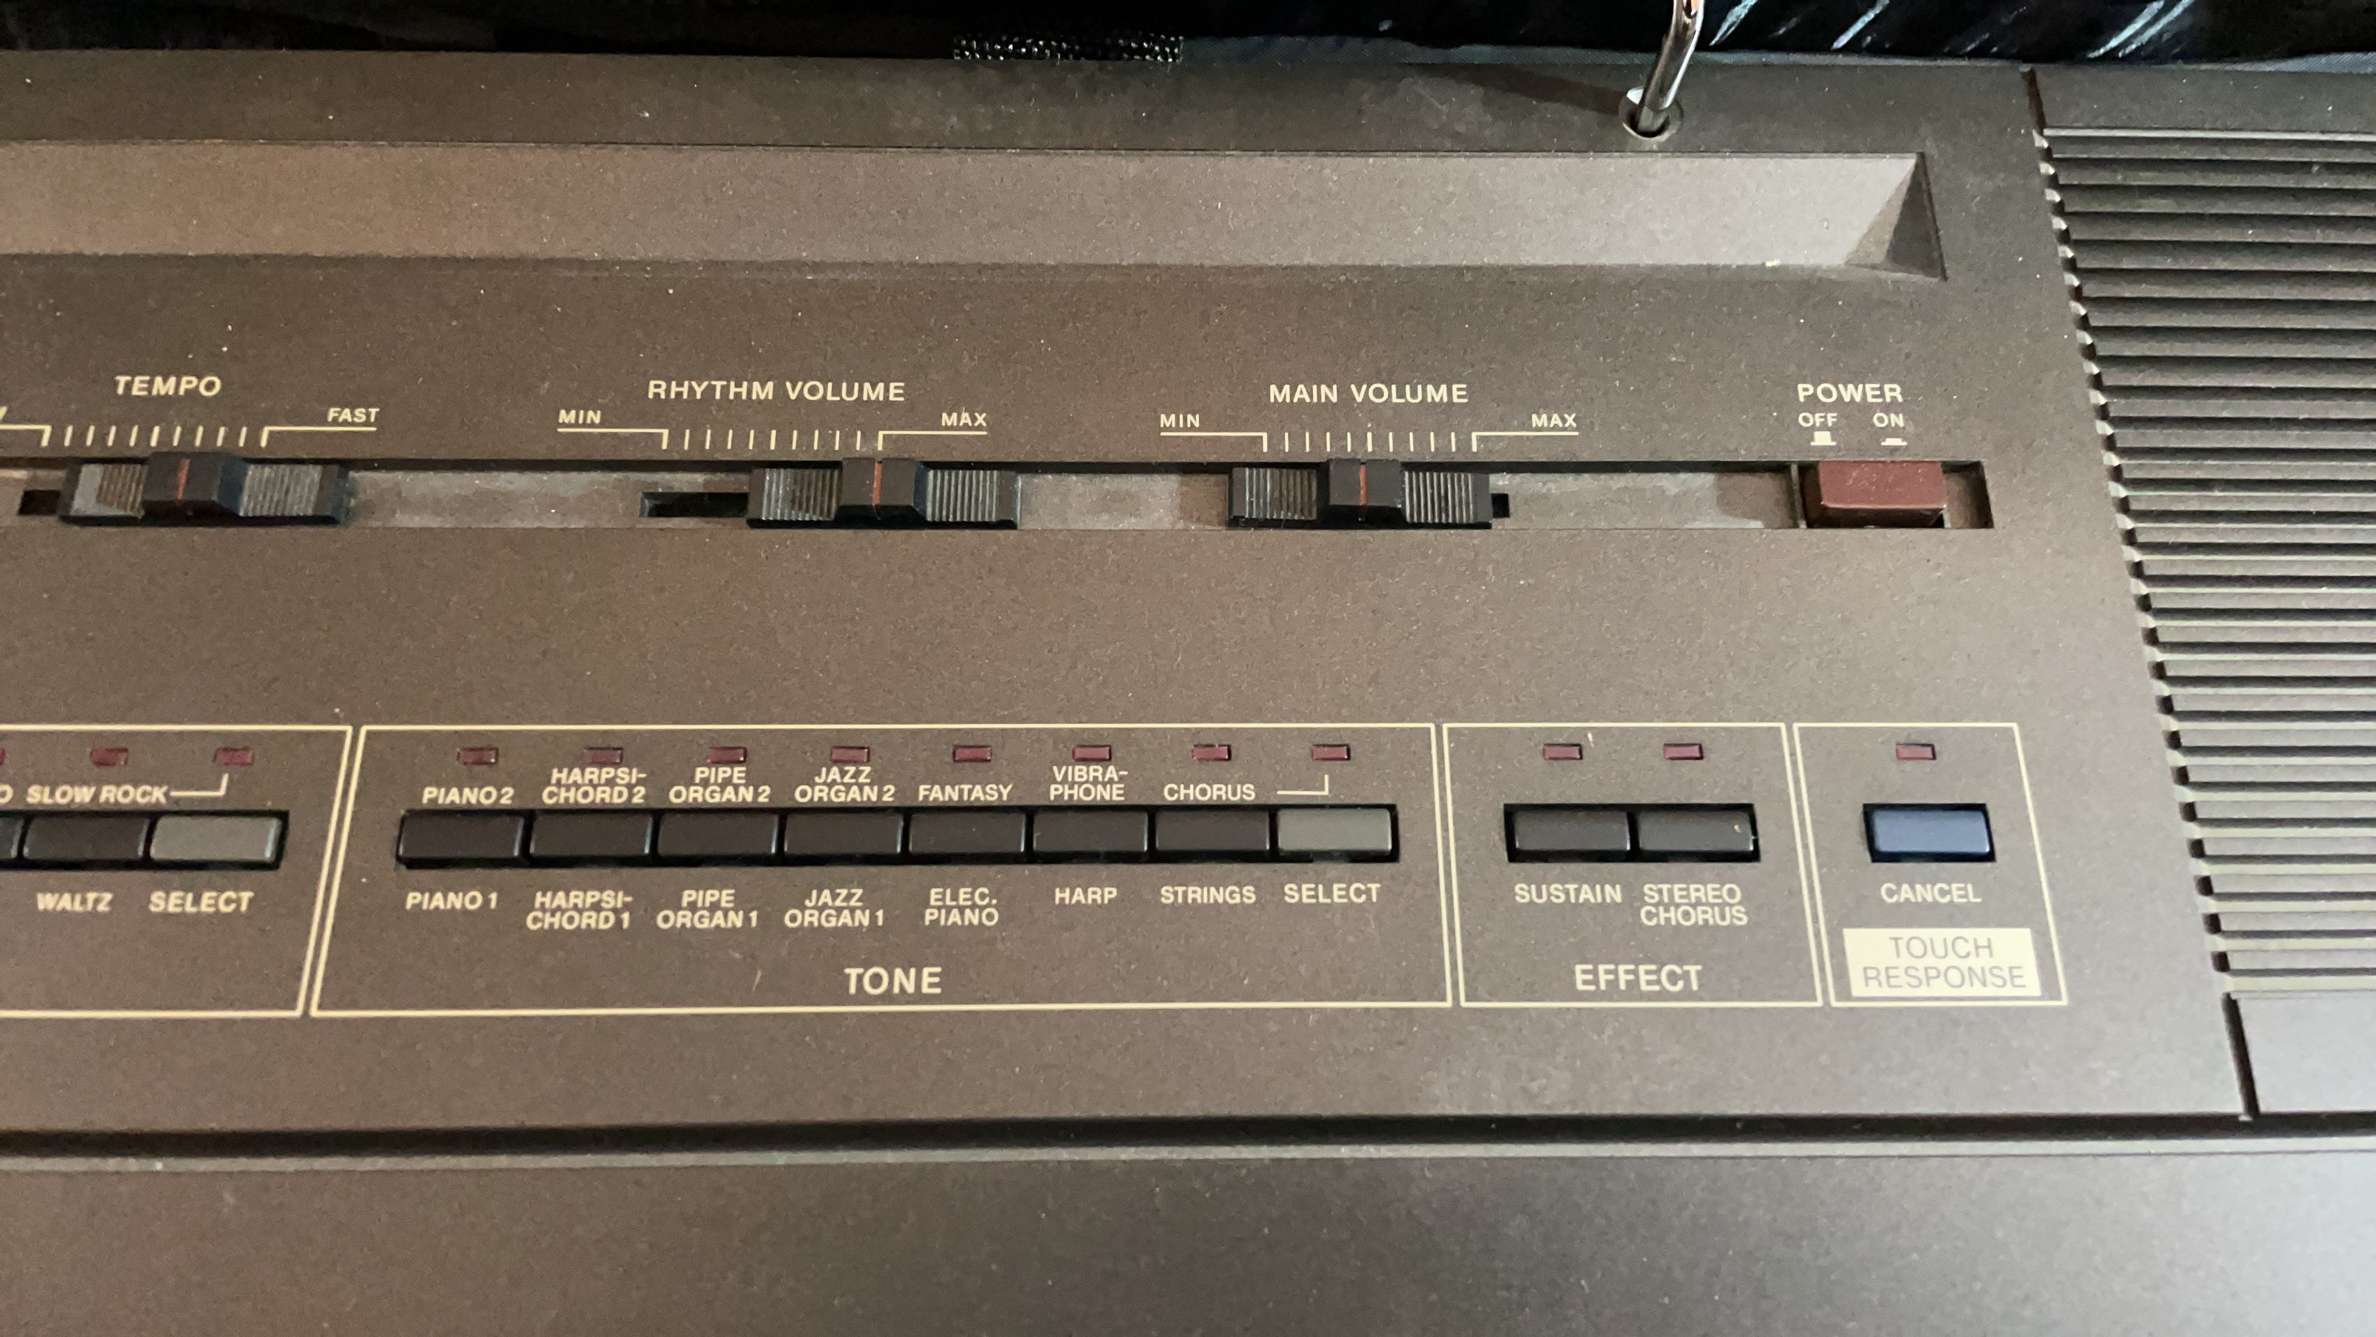 TEMPO
FAST
RHYTHM VOLUME
MIN MAX
MAIN VOLUME
MIN MAX
POWER
OFF ON
SLOW ROCK
WALTZ SELECT
PIANO 2
HARPSI-
CHORD 2
PIPE
ORGAN 2
JAZZ
ORGAN 2
FANTASY
VIBRA-
PHONE
CHORUS
PIANO 1
HARPSI-
CHORD 1
PIPE
ORGAN 1
JAZZ
ORGAN 1
ELEC.
PIANO
HARP
STRINGS
SELECT
TONE
SUSTAIN
STEREO
CHORUS
EFFECT
CANCEL
TOUCH
RESPONSE